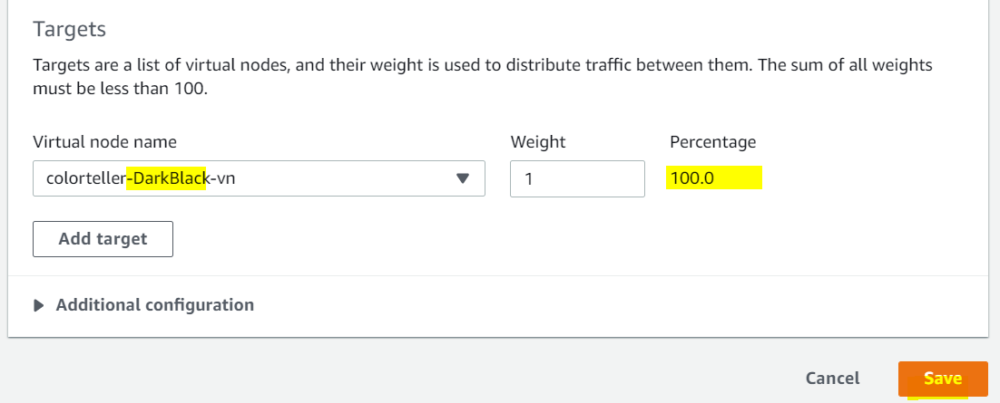 Targets
Targets are a list of virtual nodes, and their weight is used to distribute traffic between them. The sum of all weights
must be less than 100.
Virtual node name Weight Percentage
colorteller-DarkBlack-vn 1 100.0
Add target
Additional configuration
Cancel Save